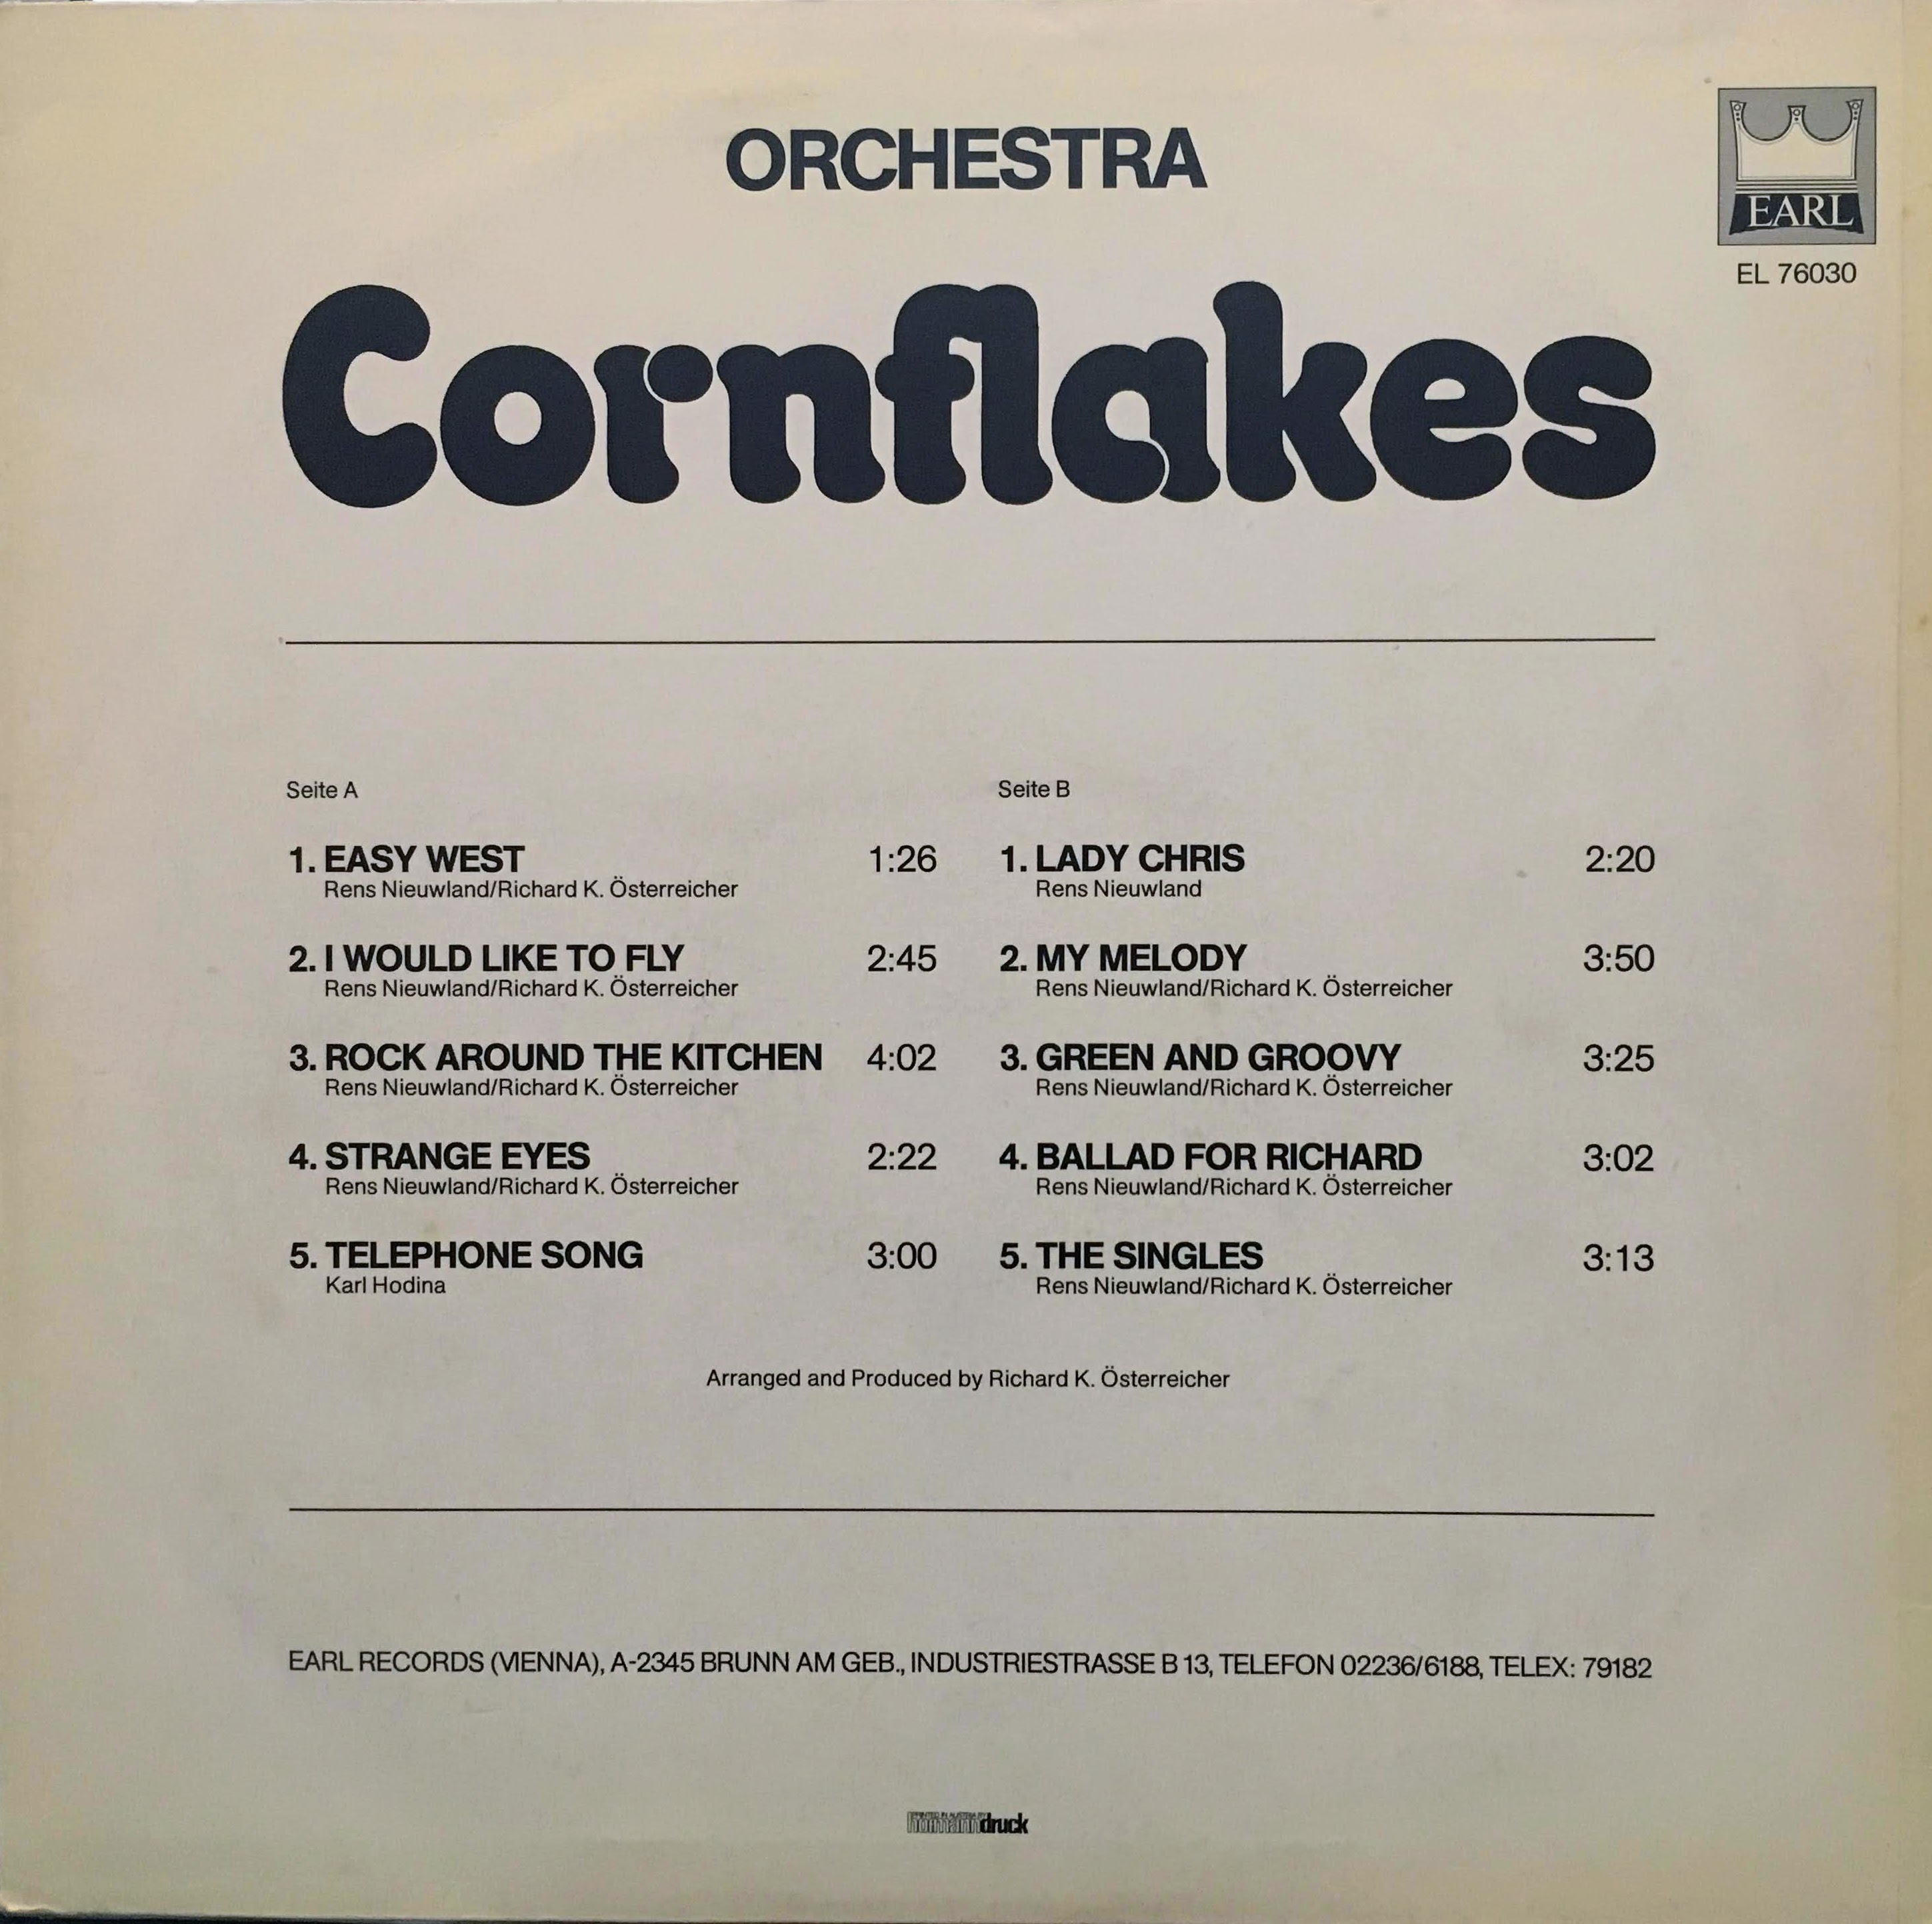 ORCHESTRA
EARL
EL 76030
Cornflakes
Seite A
1. EASY WEST 1:26
Rens Nieuwland/Richard K. Österreicher
2. I WOULD LIKE TO FLY 2:45
Rens Nieuwland/Richard K. Österreicher
3. ROCK AROUND THE KITCHEN 4:02
Rens Nieuwland/Richard K. Österreicher
4. STRANGE EYES 2:22
Rens Nieuwland/Richard K. Österreicher
5. TELEPHONE SONG 3:00
Karl Hodina
Seite B
1. LADY CHRIS 2:20
Rens Nieuwland
2. MY MELODY 3:50
Rens Nieuwland/Richard K. Österreicher
3. GREEN AND GROOVY 3:25
Rens Nieuwland/Richard K. Österreicher
4. BALLAD FOR RICHARD 3:02
Rens Nieuwland/Richard K. Österreicher
5. THE SINGLES 3:13
Rens Nieuwland/Richard K. Österreicher
Arranged and Produced by Richard K. Österreicher
EARL RECORDS (VIENNA), A-2345 BRUNN AM GEB., INDUSTRIESTRASSE B 13, TELEFON 02236/6188, TELEX: 79182
PRINTED IN AUSTRIA BY
druck